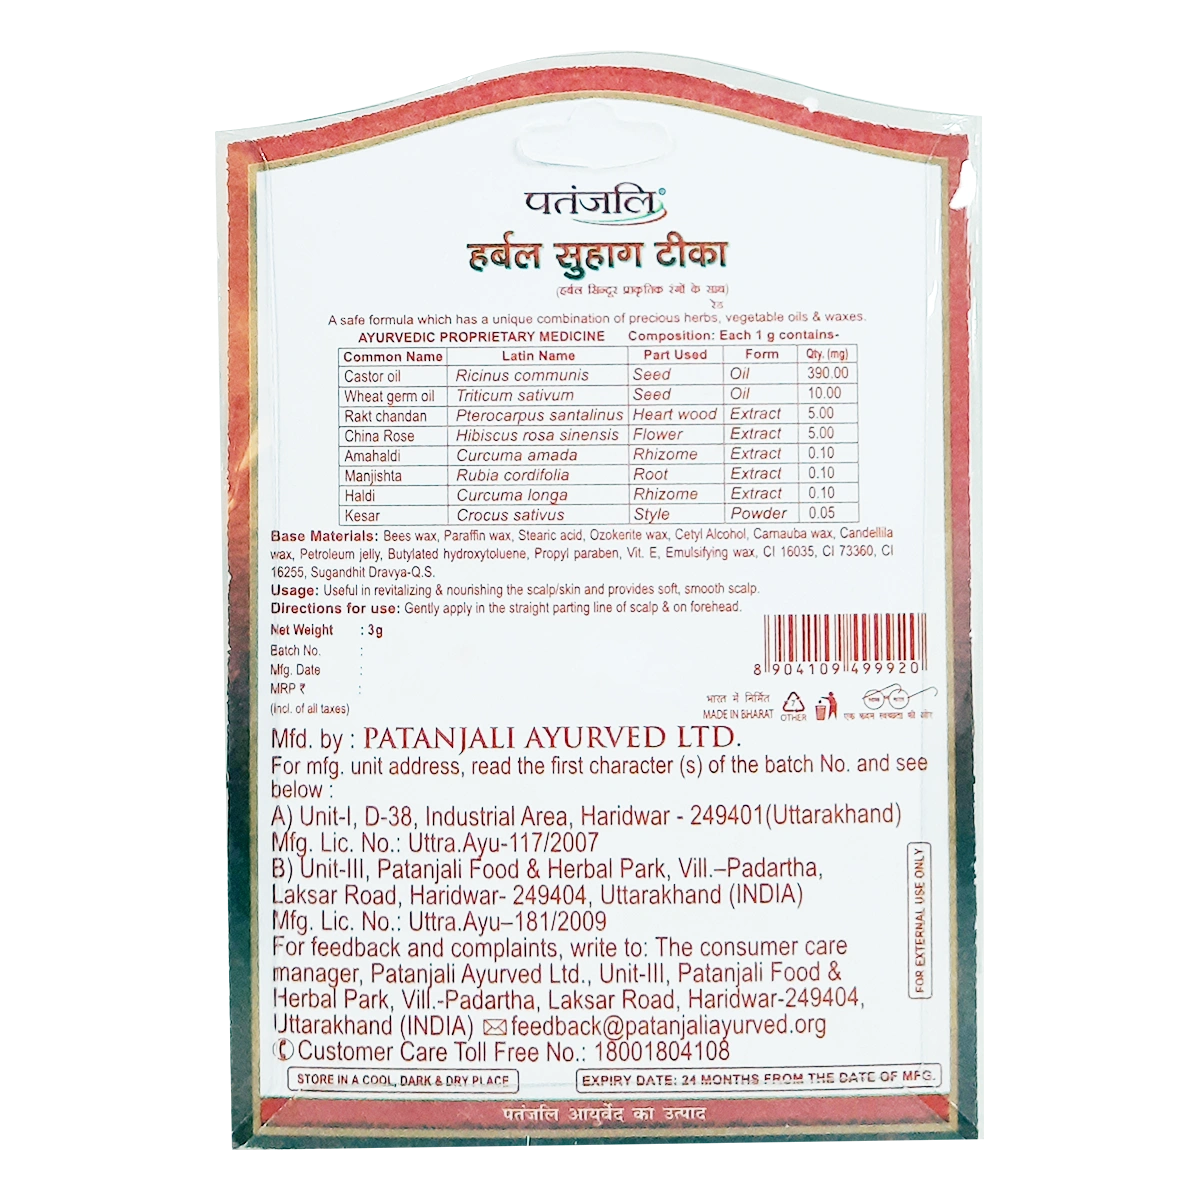 पतंजलि®
हर्बल सुहाग टीका
(हर्बल सिन्दूर प्राकृतिक रंगों के साथ)
रेड
A safe formula which has a unique combination of precious herbs, vegetable oils & waxes.
AYURVEDIC PROPRIETARY MEDICINE Composition: Each 1 g contains-
Common Name Latin Name Part Used Form Qty. (mg)
Castor oil Ricinus communis Seed Oil 390.00
Wheat germ oil Triticum sativum Seed Oil 10.00
Rakt chandan Pterocarpus santalinus Heart wood Extract 5.00
China Rose Hibiscus rosa sinensis Flower Extract 5.00
Amahaldi Curcuma amada Rhizome Extract 0.10
Manjishta Rubia cordifolia Root Extract 0.10
Haldi Curcuma longa Rhizome Extract 0.10
Kesar Crocus sativus Style Powder 0.05
Base Materials: Bees wax, Paraffin wax, Stearic acid, Ozokerite wax, Cetyl Alcohol, Carnauba wax, Candellila
wax, Petroleum jelly, Butylated hydroxytoluene, Propyl paraben, Vit. E, Emulsifying wax, CI 16035, CI 73360, CI
16255, Sugandhit Dravya-Q.S.
Usage: Useful in revitalizing & nourishing the scalp/skin and provides soft, smooth scalp.
Directions for use: Gently apply in the straight parting line of scalp & on forehead.
Net Weight : 3g
Batch No. :
Mfg. Date :
MRP ₹ :
(incl. of all taxes)
8 904109 499920
भारत में निर्मित
MADE IN BHARAT
7
OTHER
एक कदम स्वच्छता की ओर
Mfd. by : PATANJALI AYURVED LTD.
For mfg. unit address, read the first character (s) of the batch No. and see
below :
A) Unit-I, D-38, Industrial Area, Haridwar - 249401(Uttarakhand)
Mfg. Lic. No.: Uttra.Ayu-117/2007
B) Unit-III, Patanjali Food & Herbal Park, Vill.–Padartha,
Laksar Road, Haridwar- 249404, Uttarakhand (INDIA)
Mfg. Lic. No.: Uttra.Ayu–181/2009
For feedback and complaints, write to: The consumer care
manager, Patanjali Ayurved Ltd., Unit-III, Patanjali Food &
Herbal Park, Vill.-Padartha, Laksar Road, Haridwar-249404,
Uttarakhand (INDIA) feedback@patanjaliayurved.org
Customer Care Toll Free No.: 18001804108
FOR EXTERNAL USE ONLY
STORE IN A COOL, DARK & DRY PLACE
EXPIRY DATE: 24 MONTHS FROM THE DATE OF MFG.
पतंजलि आयुर्वेद का उत्पाद